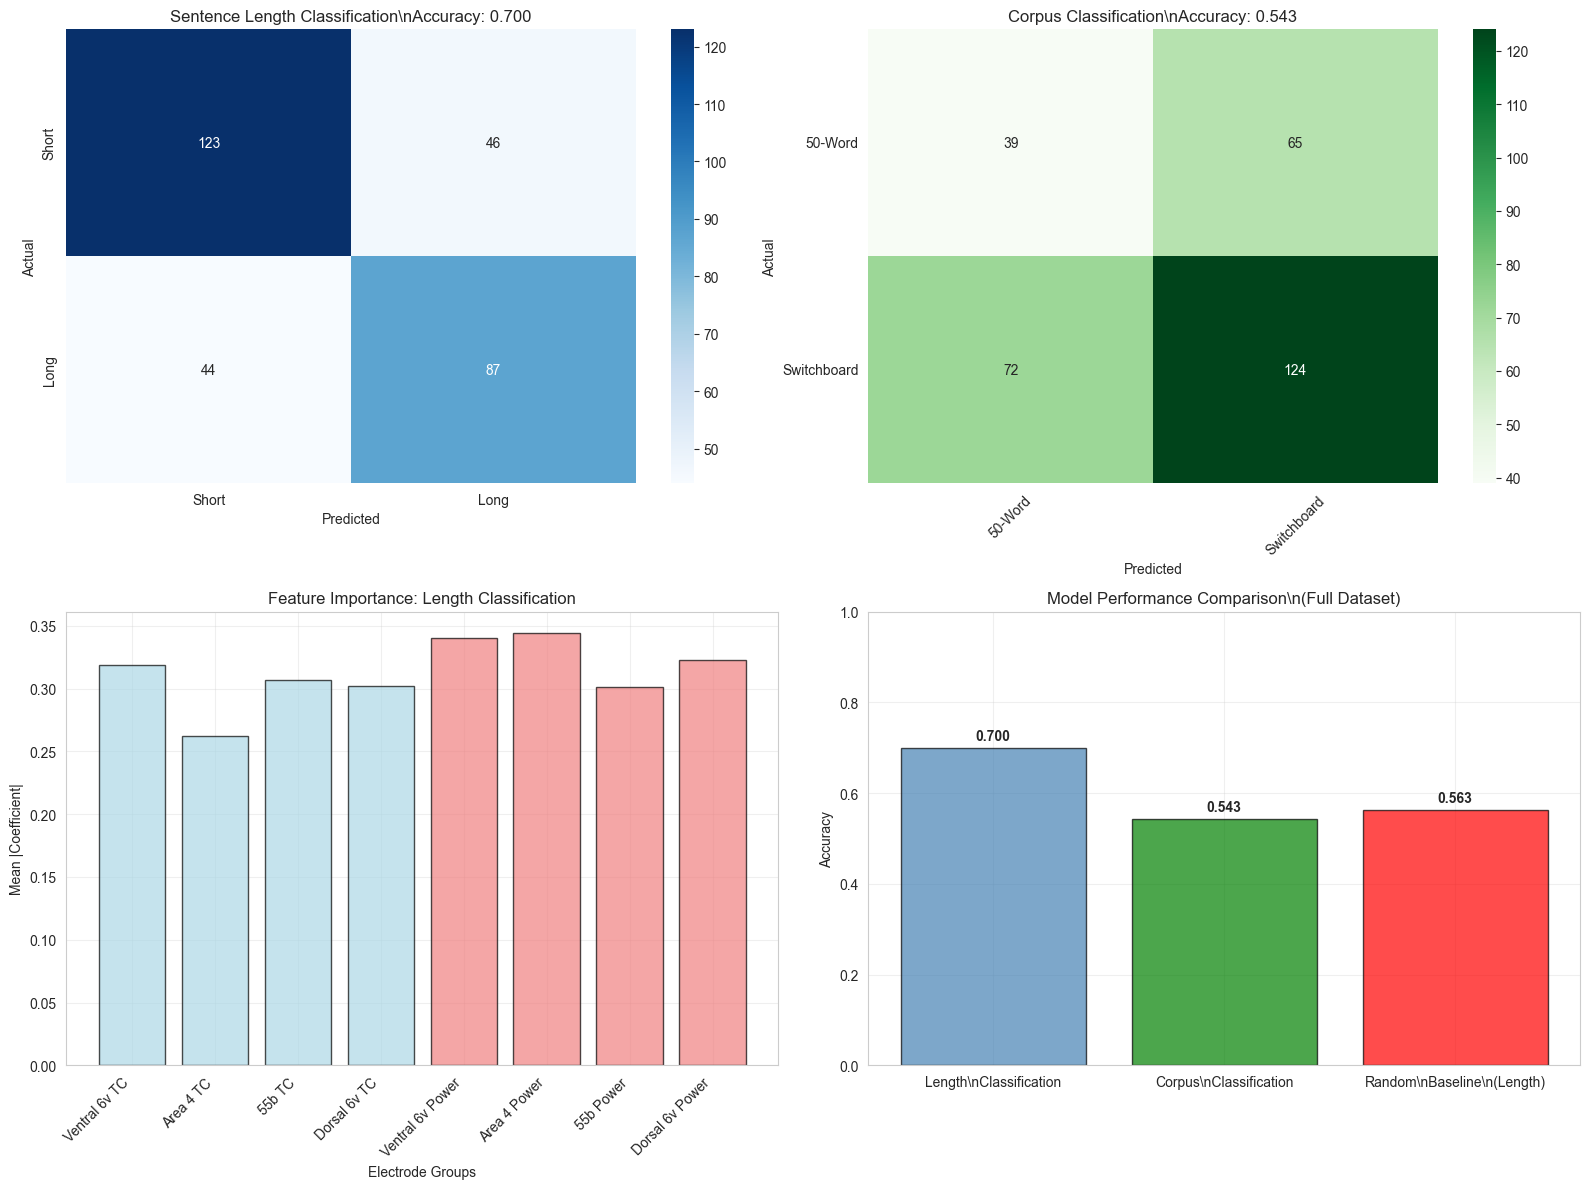 Sentence Length Classification\nAccuracy: 0.700
Actual
Short
Long
123
46
44
87
Short
Long
Predicted
120
110
100
90
80
70
60
50
Corpus Classification\nAccuracy: 0.543
Actual
50-Word
Switchboard
39
65
72
124
50-Word
Switchboard
Predicted
120
110
100
90
80
70
60
50
40
Feature Importance: Length Classification
Mean |Coefficient|
0.35
0.30
0.25
0.20
0.15
0.10
0.05
0.00
Ventral 6v TC
Area 4 TC
55b TC
Dorsal 6v TC
Ventral 6v Power
Area 4 Power
55b Power
Dorsal 6v Power
Electrode Groups
Model Performance Comparison\n(Full Dataset)
Accuracy
1.0
0.8
0.6
0.4
0.2
0.0
0.700
0.543
0.563
Length\nClassification
Corpus\nClassification
Random\nBaseline\n(Length)